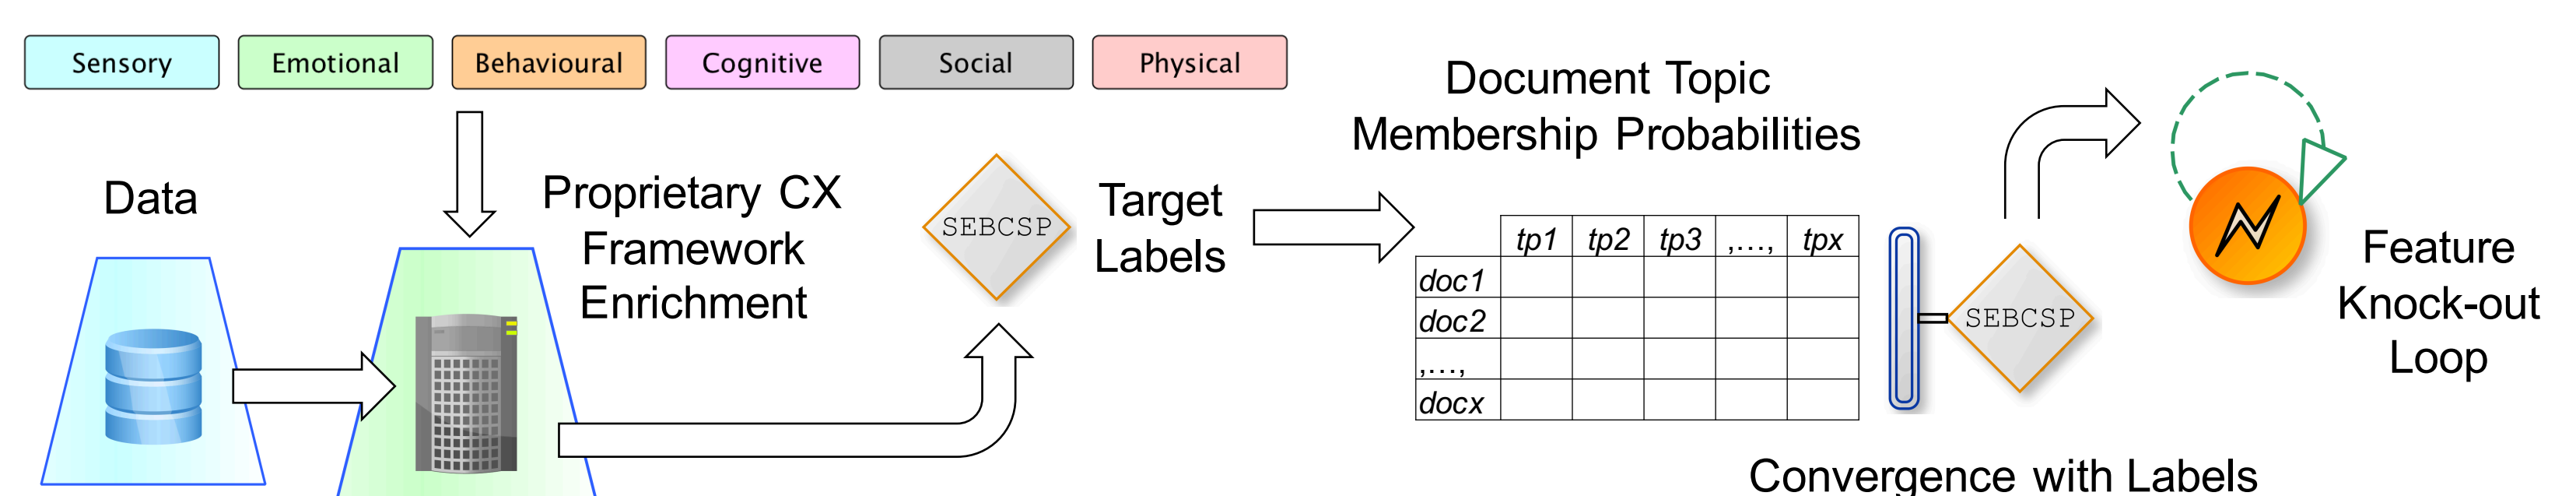 Sensory
Emotional
Behavioural
Cognitive
Social
Physical
Data
Proprietary CX
Framework
Enrichment
SEBCSP
Target
Labels
Document Topic
Membership Probabilities
tp1 tp2 tp3 ,..., tpx
doc1
doc2
,...,
docx
SEBCSP
Convergence with Labels
Feature
Knock-out
Loop